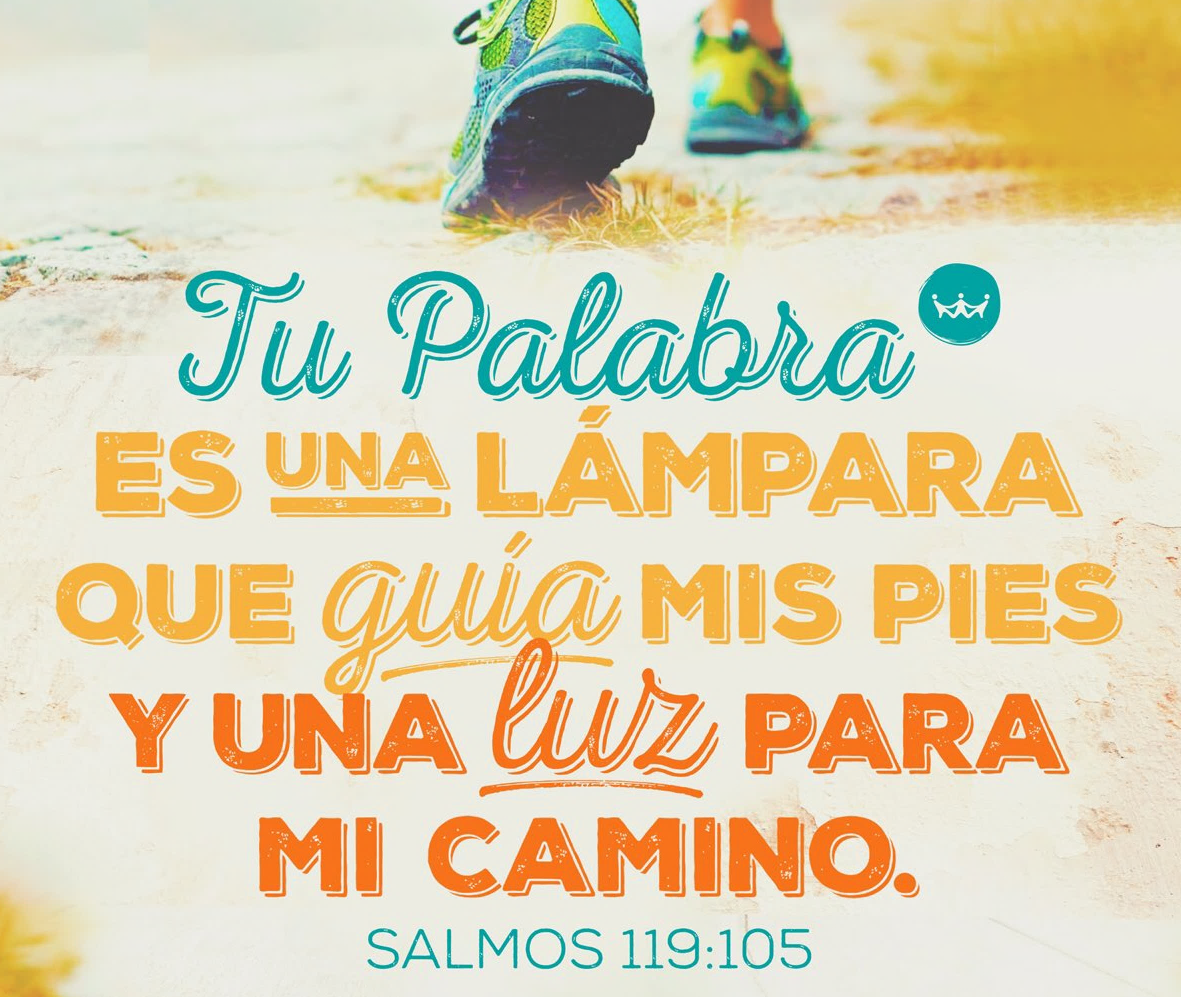 Tu Palabra
ES UNA LÁMPARA
QUE guía MIS PIES
Y UNA luz PARA
MI CAMINO.
SALMOS 119:105